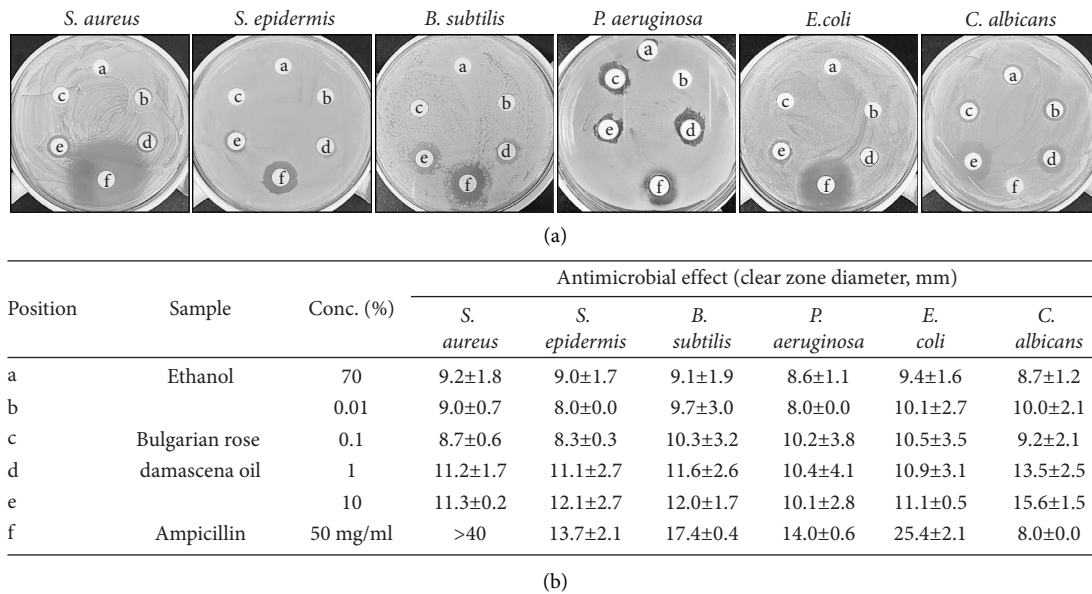 S. aureus S. epidermis B. subtilis P. aeruginosa E.coli C. albicans
a a a a a a
c b c b c b c b c b c b
e d e d e d e d e d e d
f f f f f f
(a)
Antimicrobial effect (clear zone diameter, mm)
Position Sample Conc. (%) S. aureus S. epidermis B. subtilis P. aeruginosa E. coli C. albicans
a Ethanol 70 9.2±1.8 9.0±1.7 9.1±1.9 8.6±1.1 9.4±1.6 8.7±1.2
b 0.01 9.0±0.7 8.0±0.0 9.7±3.0 8.0±0.0 10.1±2.7 10.0±2.1
c Bulgarian rose 0.1 8.7±0.6 8.3±0.3 10.3±3.2 10.2±3.8 10.5±3.5 9.2±2.1
d damascena oil 1 11.2±1.7 11.1±2.7 11.6±2.6 10.4±4.1 10.9±3.1 13.5±2.5
e 10 11.3±0.2 12.1±2.7 12.0±1.7 10.1±2.8 11.1±0.5 15.6±1.5
f Ampicillin 50 mg/ml >40 13.7±2.1 17.4±0.4 14.0±0.6 25.4±2.1 8.0±0.0
(b)